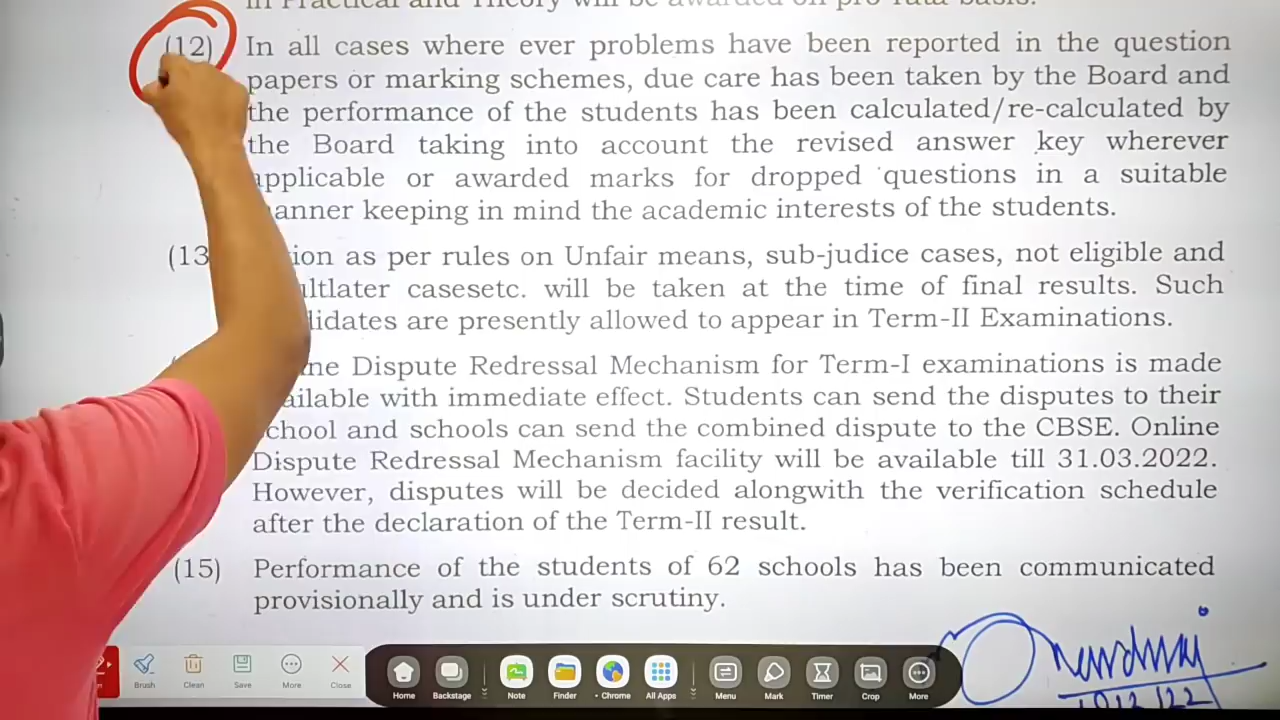 in Practical and Theory will be awarded on pro rata basis.
(12) In all cases where ever problems have been reported in the question
papers or marking schemes, due care has been taken by the Board and
the performance of the students has been calculated/re-calculated by
the Board taking into account the revised answer key wherever
applicable or awarded marks for dropped questions in a suitable
anner keeping in mind the academic interests of the students.
(13 ion as per rules on Unfair means, sub-judice cases, not eligible and
ultlater casesetc. will be taken at the time of final results. Such
lidates are presently allowed to appear in Term-II Examinations.
ne Dispute Redressal Mechanism for Term-I examinations is made
ailable with immediate effect. Students can send the disputes to their
school and schools can send the combined dispute to the CBSE. Online
Dispute Redressal Mechanism facility will be available till 31.03.2022.
However, disputes will be decided alongwith the verification schedule
after the declaration of the Term-II result.
(15) Performance of the students of 62 schools has been communicated
provisionally and is under scrutiny.
Brush Clean Save More Close Home Backstage Note Finder Chrome All Apps Menu Mark Timer Crop More